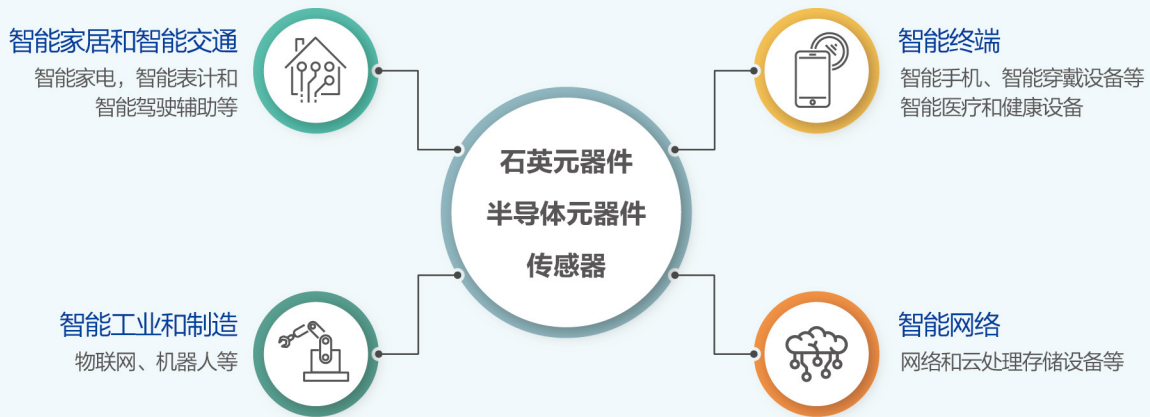 智能家居和智能交通
智能家电，智能表计和
智能驾驶辅助等
智能终端
智能手机、智能穿戴设备等
智能医疗和健康设备
石英元器件
半导体元器件
传感器
智能工业和制造
物联网、机器人等
智能网络
网络和云处理存储设备等